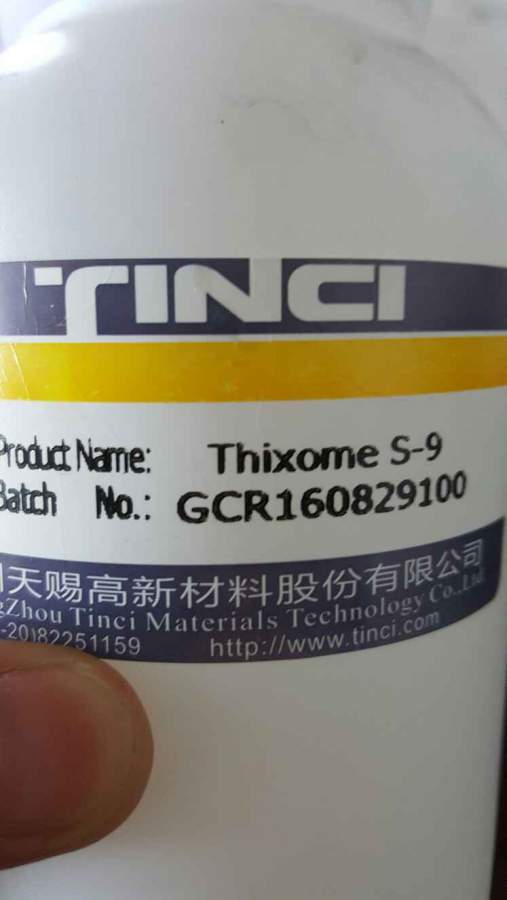 TINCI
Product Name: Thixome S-9
Batch No.: GCR160829100
天赐高新材料股份有限公司
gZhou Tinci Materials Technology Co.,Ltd.
-20)82251159 http://www.tinci.com